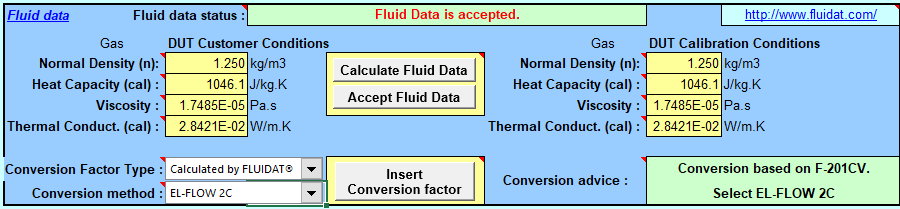 Fluid data Fluid data status : Fluid Data is accepted. http://www.fluidat.com/
Gas DUT Customer Conditions Gas DUT Calibration Conditions
Normal Density (n): 1.250 kg/m3 Normal Density (n): 1.250 kg/m3
Heat Capacity (cal) : 1046.1 J/kg.K Calculate Fluid Data Heat Capacity (cal) : 1046.1 J/kg.K
Viscosity : 1.7485E-05 Pa.s Accept Fluid Data Viscosity : 1.7485E-05 Pa.s
Thermal Conduct. (cal) : 2.8421E-02 W/m.K Thermal Conduct. (cal) : 2.8421E-02 W/m.K
Conversion Factor Type : Calculated by FLUIDAT® Insert Conversion advice : Conversion based on F-201CV.
Conversion method : EL-FLOW 2C Conversion factor Select EL-FLOW 2C